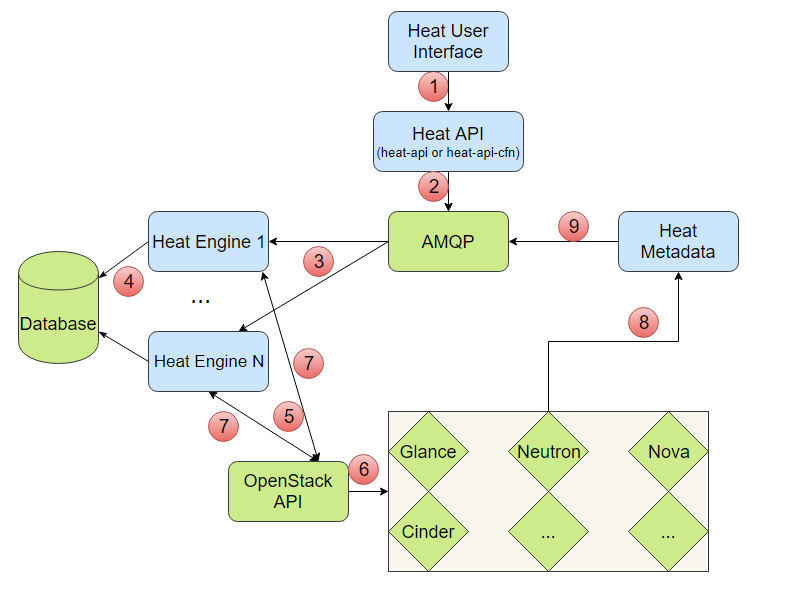 Heat User
Interface
1
Heat API
(heat-api or heat-api-cfn)
2
Heat Engine 1
AMQP
9
Heat
Metadata
3
4
...
Database
8
Heat Engine N
7
5
7
Glance
Neutron
Nova
6
OpenStack
API
Cinder
...
...